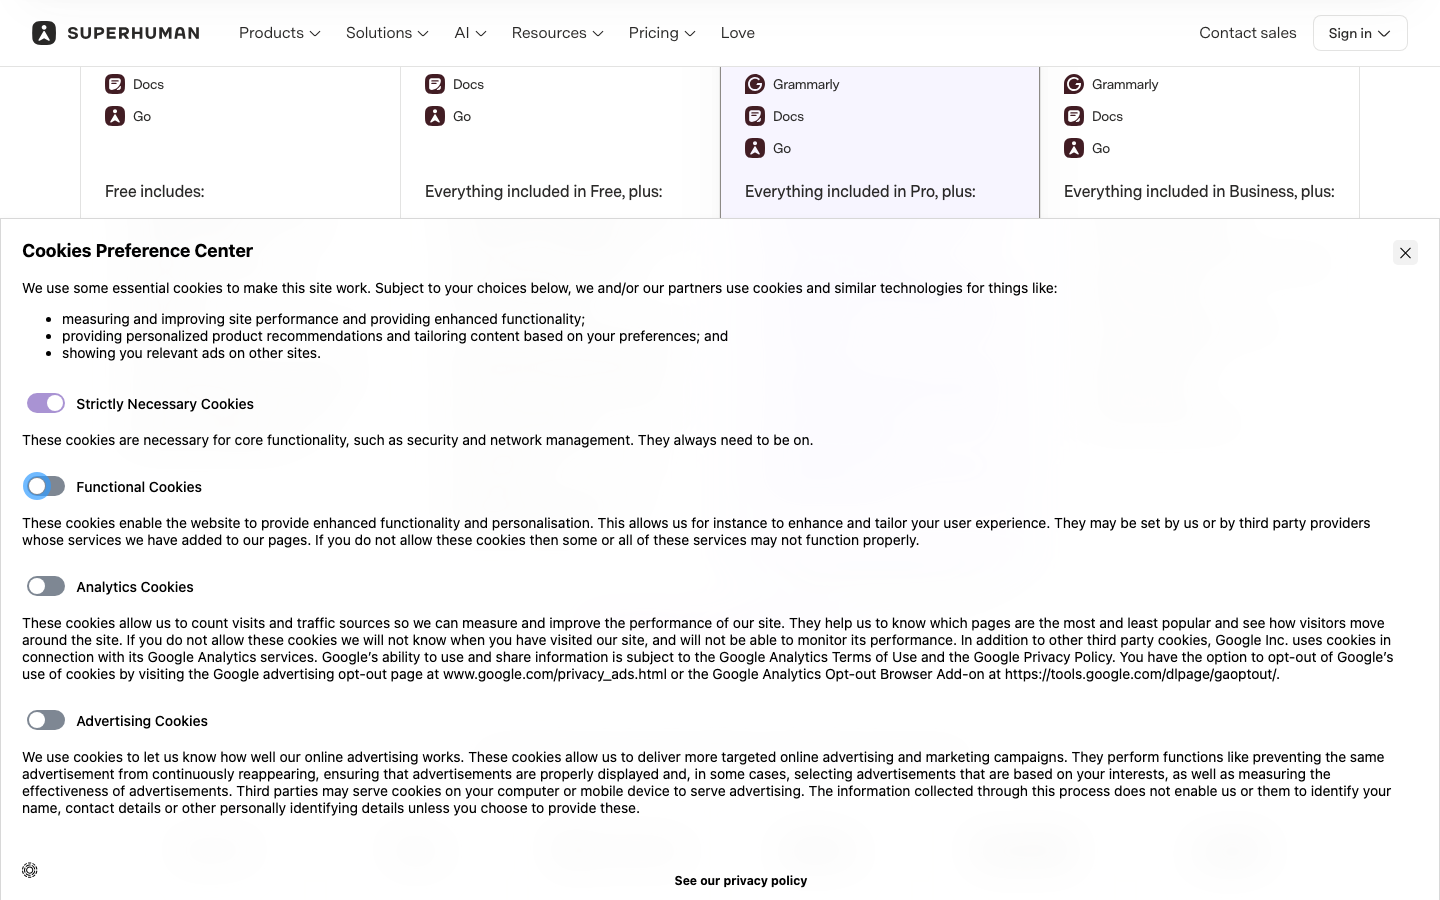 SUPERHUMAN Products Solutions AI Resources Pricing Love Contact sales Sign in
Docs Docs Grammarly Grammarly
Go Go Docs Docs
Go Go
Free includes: Everything included in Free, plus: Everything included in Pro, plus: Everything included in Business, plus:
Cookies Preference Center
We use some essential cookies to make this site work. Subject to your choices below, we and/or our partners use cookies and similar technologies for things like:
• measuring and improving site performance and providing enhanced functionality;
• providing personalized product recommendations and tailoring content based on your preferences; and
• showing you relevant ads on other sites.
Strictly Necessary Cookies
These cookies are necessary for core functionality, such as security and network management. They always need to be on.
Functional Cookies
These cookies enable the website to provide enhanced functionality and personalisation. This allows us for instance to enhance and tailor your user experience. They may be set by us or by third party providers
whose services we have added to our pages. If you do not allow these cookies then some or all of these services may not function properly.
Analytics Cookies
These cookies allow us to count visits and traffic sources so we can measure and improve the performance of our site. They help us to know which pages are the most and least popular and see how visitors move
around the site. If you do not allow these cookies we will not know when you have visited our site, and will not be able to monitor its performance. In addition to other third party cookies, Google Inc. uses cookies in
connection with its Google Analytics services. Google’s ability to use and share information is subject to the Google Analytics Terms of Use and the Google Privacy Policy. You have the option to opt-out of Google’s
use of cookies by visiting the Google advertising opt-out page at www.google.com/privacy_ads.html or the Google Analytics Opt-out Browser Add-on at https://tools.google.com/dlpage/gaoptout/.
Advertising Cookies
We use cookies to let us know how well our online advertising works. These cookies allow us to deliver more targeted online advertising and marketing campaigns. They perform functions like preventing the same
advertisement from continuously reappearing, ensuring that advertisements are properly displayed and, in some cases, selecting advertisements that are based on your interests, as well as measuring the
effectiveness of advertisements. Third parties may serve cookies on your computer or mobile device to serve advertising. The information collected through this process does not enable us or them to identify your
name, contact details or other personally identifying details unless you choose to provide these.
See our privacy policy